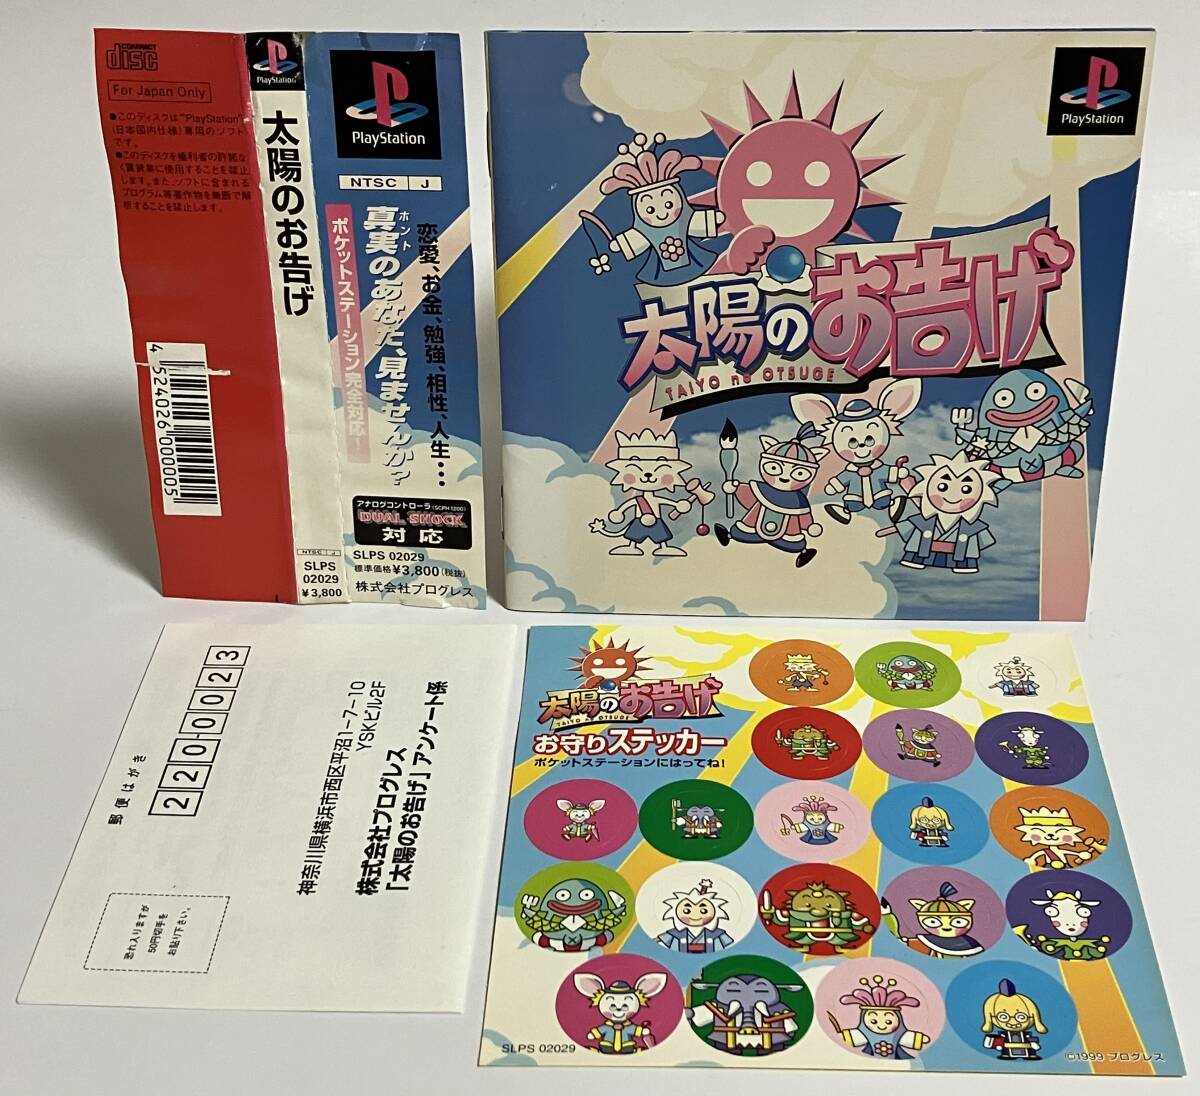 COMPACT
disc
For Japan Only
●このディスクは"PlayStation"
(日本国内仕様)専用のソフト
です。
●このディスクを権利者の許諾な
く賃貸業に使用することを禁止
します。また、ソフトに含まれる
プログラム等著作物を無断で解
析することを禁止します。
4 524026 000005
PlayStation
太陽のお告げ
NTSC J
SLPS
02029
¥3,800
PlayStation
NTSC J
恋愛、お金、勉強、相性、人生・・・
ホント
真実のあなた、見ませんか?
ポケットステーション完全対応!
アナログコントローラ(SCPH1200)
DUAL SHOCK
対応
SLPS 02029
標準価格¥3,800(税抜)
株式会社プログレス
PlayStation
太陽のお告げ
TAIYO no OTSUGE
郵便はがき
2200023
恐れ入りますが
50円切手を
お貼り下さい。
神奈川県横浜市西区平沼1-7-10
YSKビル2F
株式会社プログレス
「太陽のお告げ」アンケート係
太陽のお告げ
TAIYO no OTSUGE
お守りステッカー
ポケットステーションにはってね!
SLPS 02029
©1999 プログレス